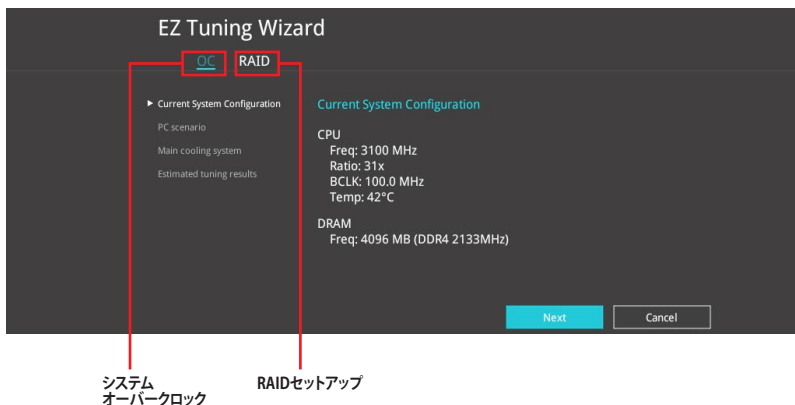 EZ Tuning Wizard
OC RAID
Current System Configuration
PC scenario
Main cooling system
Estimated tuning results
Current System Configuration
CPU
Freq: 3100 MHz
Ratio: 31x
BCLK: 100.0 MHz
Temp: 42°C
DRAM
Freq: 4096 MB (DDR4 2133MHz)
Next Cancel
システム
オーバークロック
RAIDセットアップ